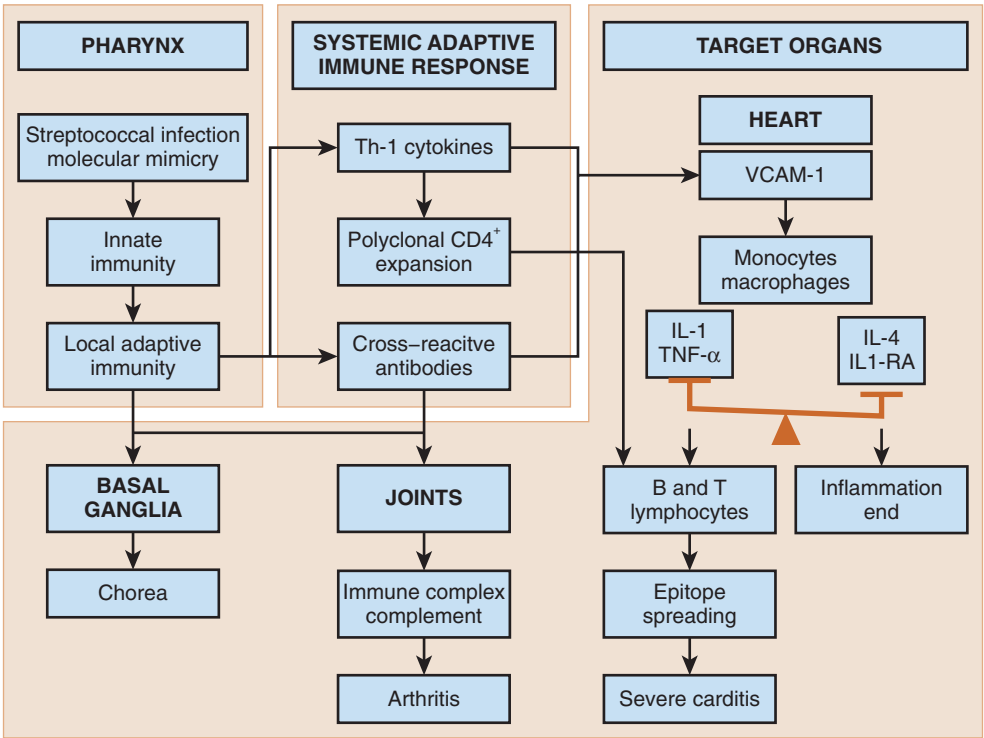 PHARYNX
Streptococcal infection
molecular mimicry
Innate
immunity
Local adaptive
immunity
SYSTEMIC ADAPTIVE
IMMUNE RESPONSE
Th-1 cytokines
Polyclonal CD4+
expansion
Cross–reacitve
antibodies
TARGET ORGANS
HEART
VCAM-1
Monocytes
macrophages
IL-1
TNF-α
IL-4
IL1-RA
B and T
lymphocytes
Inflammation
end
Epitope
spreading
Severe carditis
BASAL
GANGLIA
Chorea
JOINTS
Immune complex
complement
Arthritis